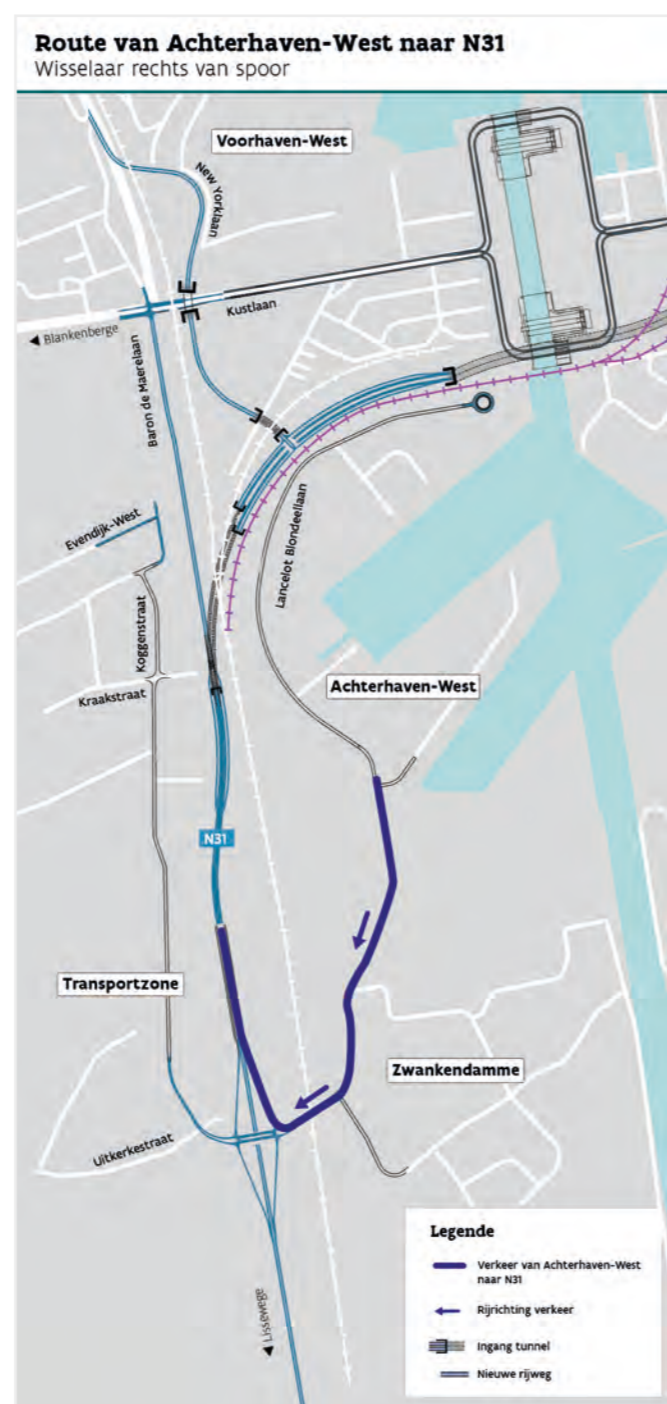 Route van Achterhaven-West naar N31
Wisselaar rechts van spoor
Voorhaven-West
New Yorklaan
Kustlaan
◄ Blankenberge
Baron de Maerelaan
Evendijk-West
Lancelot Blondeellaan
Koggenstraat
Achterhaven-West
Kraakstraat
N31
Transportzone
Zwankendamme
Uitkerkestraat
◄ Lissewege
Legende
Verkeer van Achterhaven-West
naar N31
Rijrichting verkeer
Ingang tunnel
Nieuwe rijweg